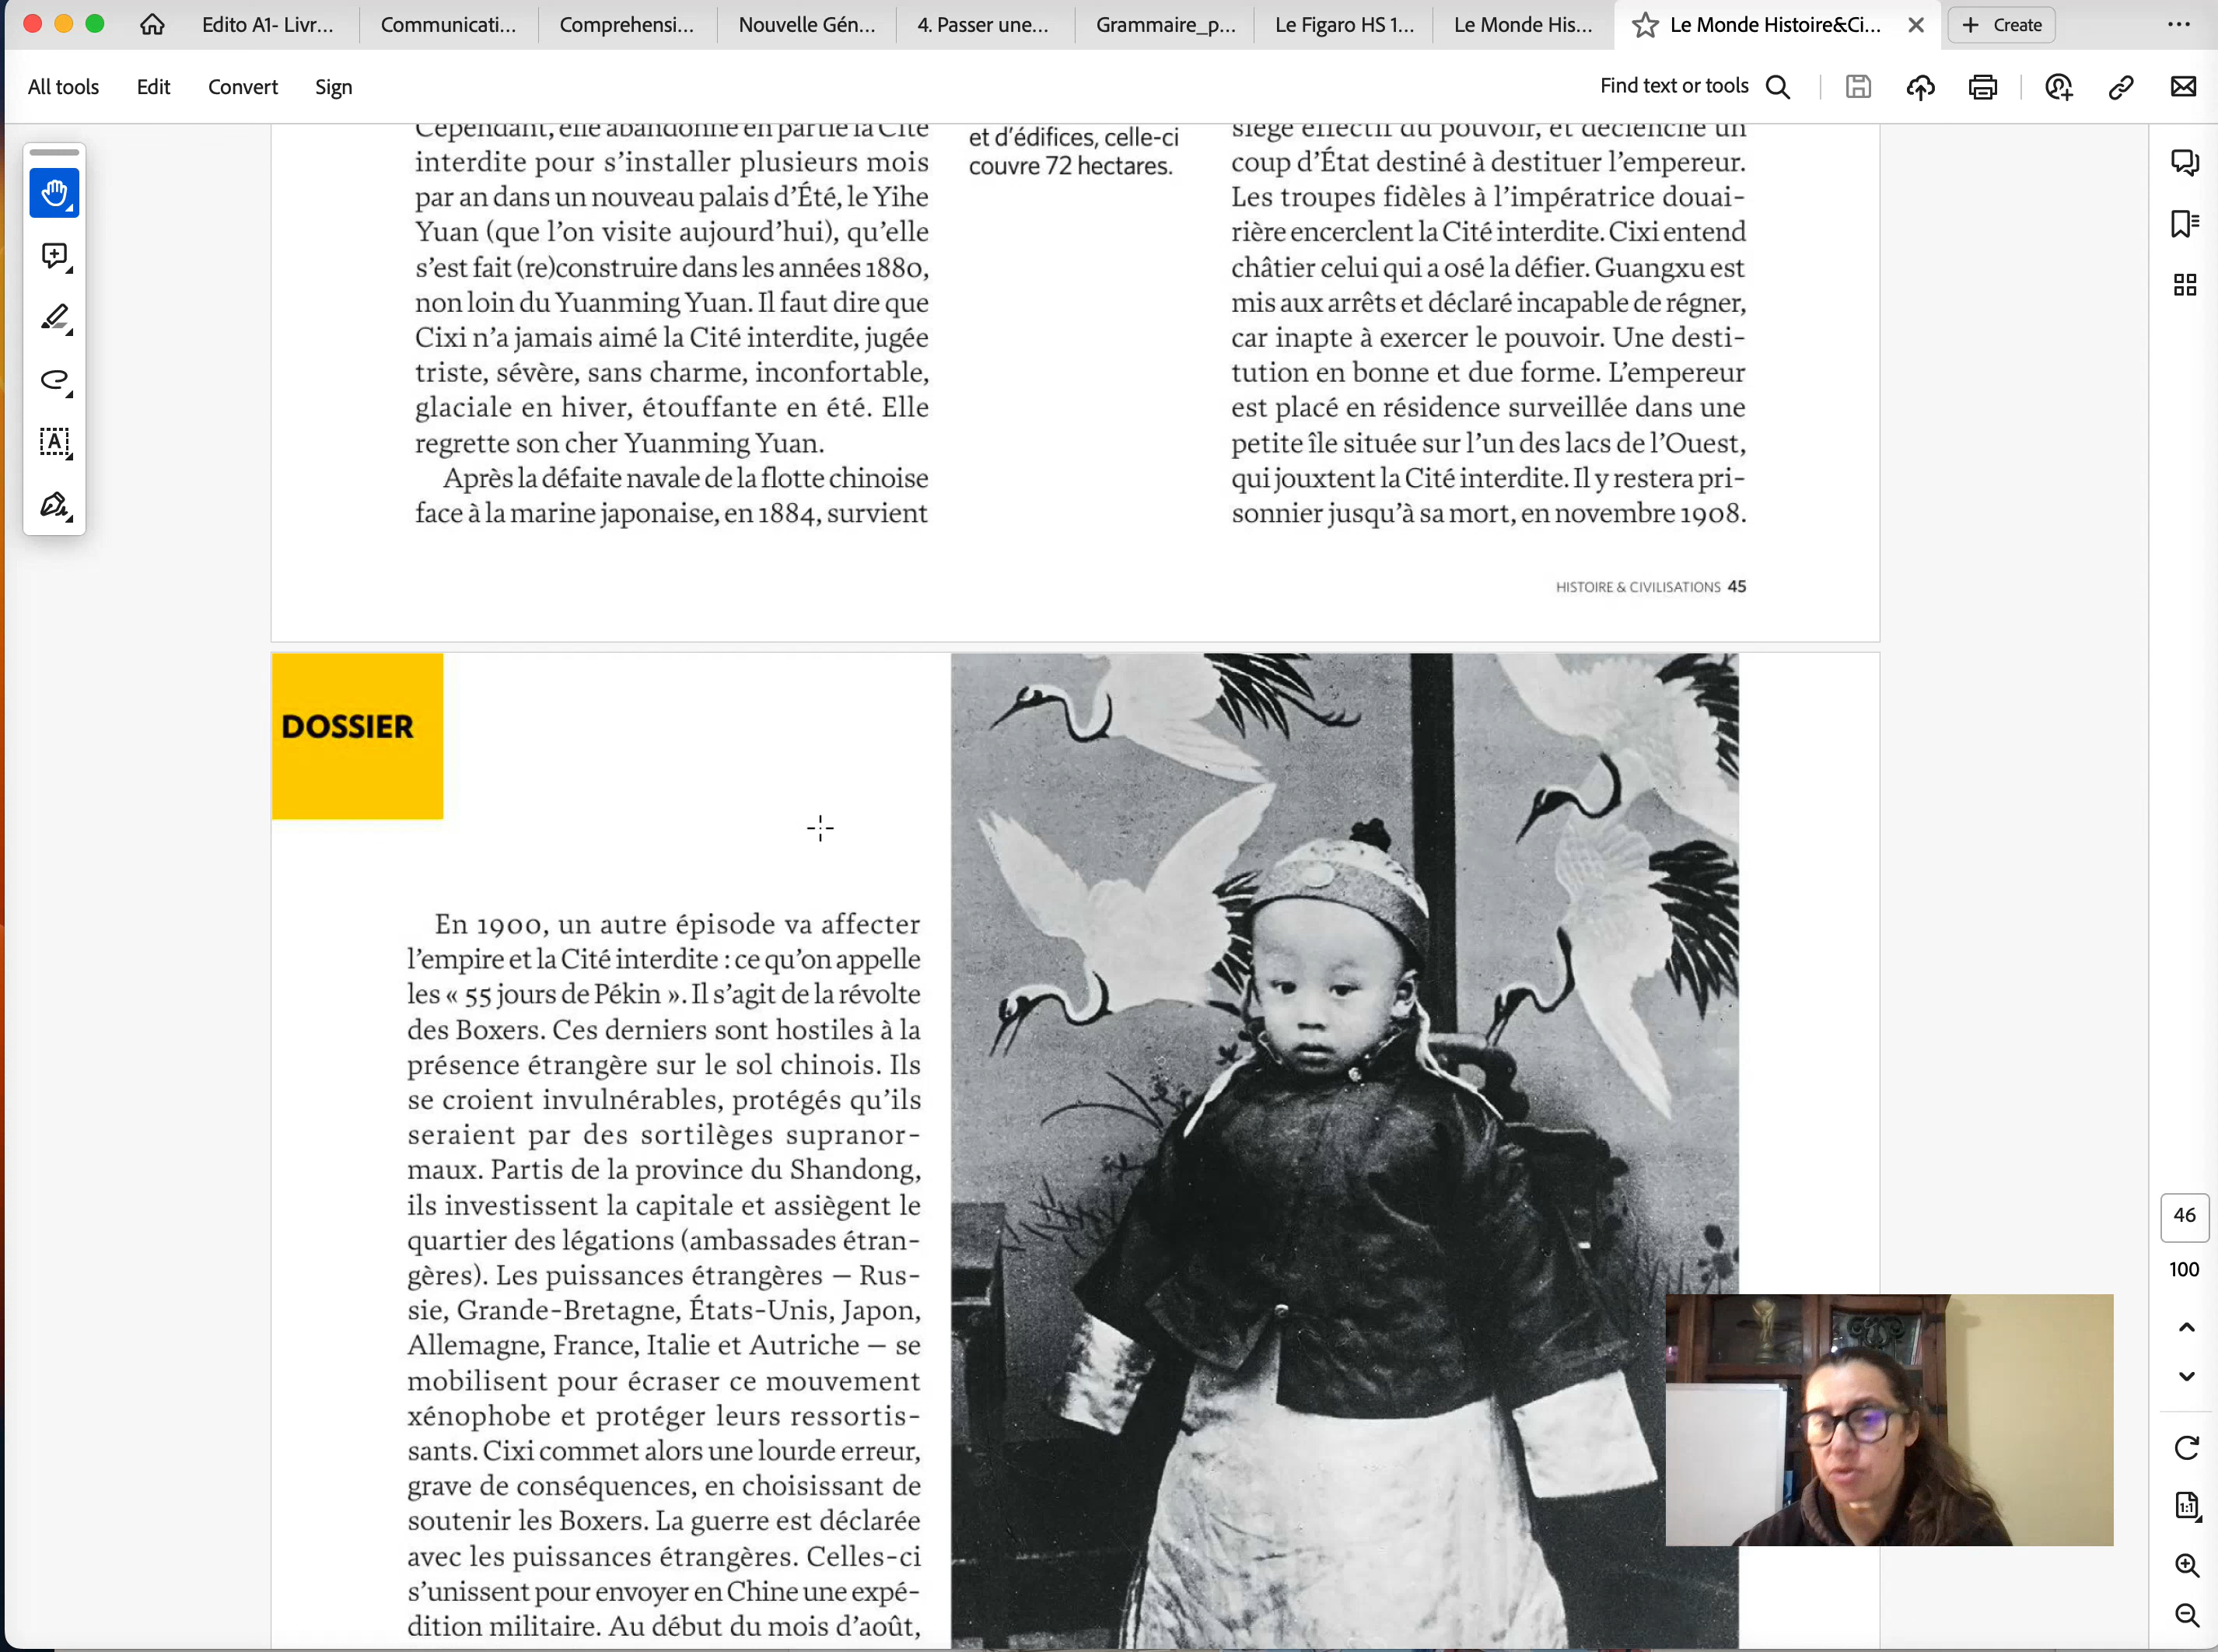 Edito A1- Livr...
Communicati...
Comprehensi...
Nouvelle Gén...
4. Passer une...
Grammaire_p...
Le Figaro HS 1...
Le Monde His...
Le Monde Histoire&Ci...
Create
All tools
Edit
Convert
Sign
Find text or tools
Cependant, elle abandonne en partie la Cité
interdite pour s’installer plusieurs mois
par an dans un nouveau palais d’Été, le Yihe
Yuan (que l’on visite aujourd’hui), qu’elle
s’est fait (re)construire dans les années 1880,
non loin du Yuanming Yuan. Il faut dire que
Cixi n’a jamais aimé la Cité interdite, jugée
triste, sévère, sans charme, inconfortable,
glaciale en hiver, étouffante en été. Elle
regrette son cher Yuanming Yuan.
Après la défaite navale de la flotte chinoise
face à la marine japonaise, en 1884, survient
et d’édifices, celle-ci
couvre 72 hectares.
siège effectif du pouvoir, et déclenche un
coup d’État destiné à destituer l’empereur.
Les troupes fidèles à l’impératrice douai-
rière encerclent la Cité interdite. Cixi entend
châtier celui qui a osé la défier. Guangxu est
mis aux arrêts et déclaré incapable de régner,
car inapte à exercer le pouvoir. Une desti-
tution en bonne et due forme. L’empereur
est placé en résidence surveillée dans une
petite île située sur l’un des lacs de l’Ouest,
qui jouxtent la Cité interdite. Il y restera pri-
sonnier jusqu’à sa mort, en novembre 1908.
HISTOIRE & CIVILISATIONS 45
DOSSIER
En 1900, un autre épisode va affecter
l’empire et la Cité interdite : ce qu’on appelle
les « 55 jours de Pékin ». Il s’agit de la révolte
des Boxers. Ces derniers sont hostiles à la
présence étrangère sur le sol chinois. Ils
se croient invulnérables, protégés qu’ils
seraient par des sortilèges supranor-
maux. Partis de la province du Shandong,
ils investissent la capitale et assiègent le
quartier des légations (ambassades étran-
gères). Les puissances étrangères — Rus-
sie, Grande-Bretagne, États-Unis, Japon,
Allemagne, France, Italie et Autriche — se
mobilisent pour écraser ce mouvement
xénophobe et protéger leurs ressortis-
sants. Cixi commet alors une lourde erreur,
grave de conséquences, en choisissant de
soutenir les Boxers. La guerre est déclarée
avec les puissances étrangères. Celles-ci
s’unissent pour envoyer en Chine une expé-
dition militaire. Au début du mois d’août,
46
100
1:1